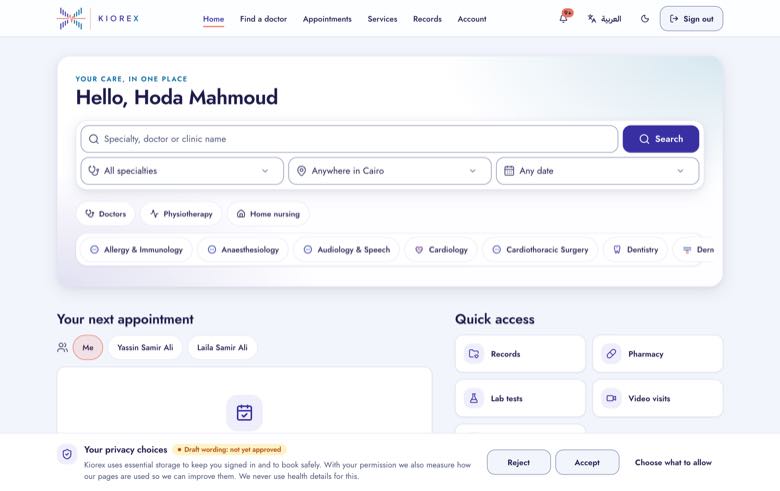 KIOREX
Home
Find a doctor
Appointments
Services
Records
Account
9+
العربية
Sign out
YOUR CARE, IN ONE PLACE
Hello, Hoda Mahmoud
Specialty, doctor or clinic name
Search
All specialties
Anywhere in Cairo
Any date
Doctors
Physiotherapy
Home nursing
Allergy & Immunology
Anaesthesiology
Audiology & Speech
Cardiology
Cardiothoracic Surgery
Dentistry
Derm
Your next appointment
Quick access
Me
Yassin Samir Ali
Laila Samir Ali
Records
Pharmacy
Lab tests
Video visits
Your privacy choices
Draft wording: not yet approved
Kiorex uses essential storage to keep you signed in and to book safely. With your permission we also measure how
our pages are used so we can improve them. We never use health details for this.
Reject
Accept
Choose what to allow